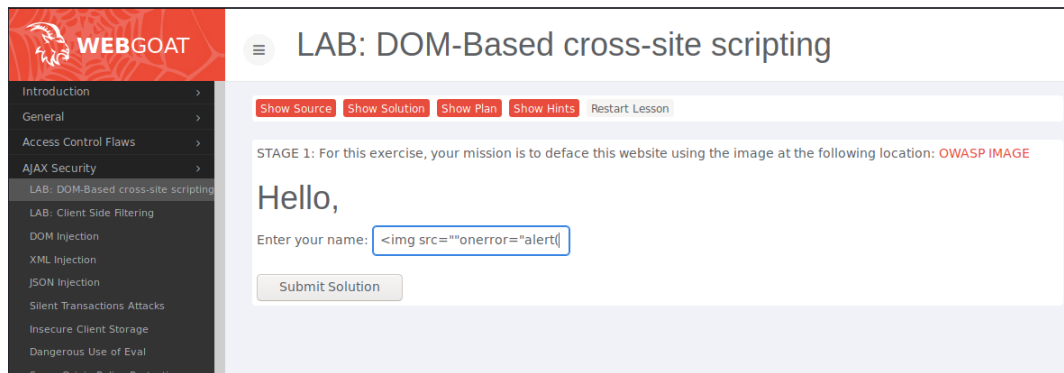 WEBGOAT
LAB: DOM-Based cross-site scripting
Introduction
General
Access Control Flaws
AJAX Security
LAB: DOM-Based cross-site scripting
LAB: Client Side Filtering
DOM Injection
XML Injection
JSON Injection
Silent Transactions Attacks
Insecure Client Storage
Dangerous Use of Eval
Show Source Show Solution Show Plan Show Hints Restart Lesson
STAGE 1: For this exercise, your mission is to deface this website using the image at the following location: OWASP IMAGE
Hello,
Enter your name: <img src=""onerror="alert(
Submit Solution